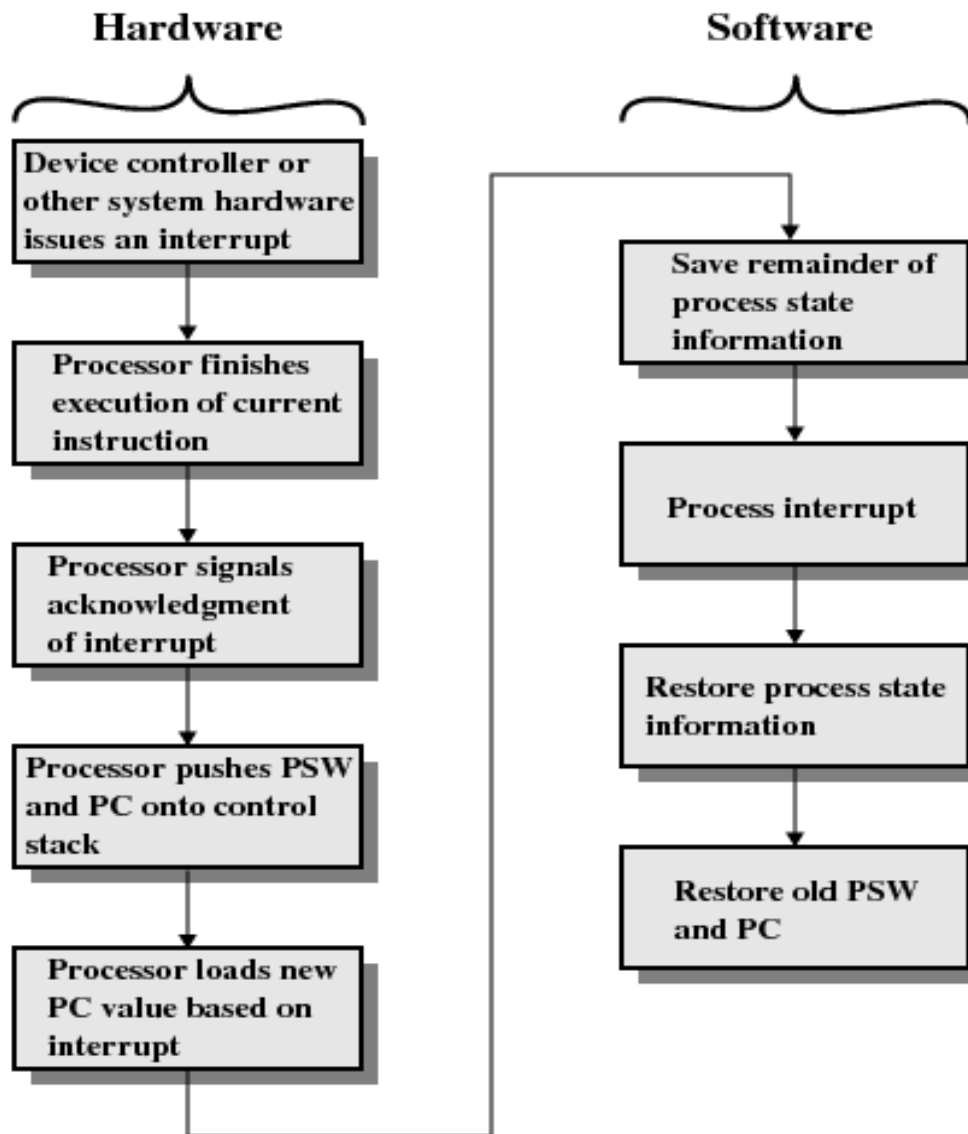 Hardware
Device controller or
other system hardware
issues an interrupt
Processor finishes
execution of current
instruction
Processor signals
acknowledgment
of interrupt
Processor pushes PSW
and PC onto control
stack
Processor loads new
PC value based on
interrupt
Software
Save remainder of
process state
information
Process interrupt
Restore process state
information
Restore old PSW
and PC